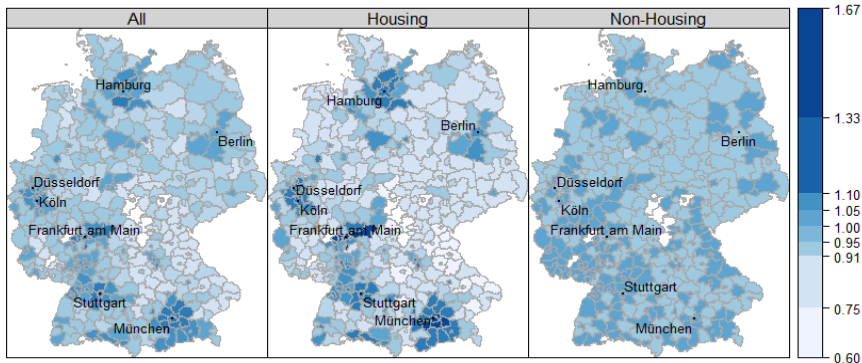 All
Hamburg
Berlin
Düsseldorf
Köln
Frankfurt am Main
Stuttgart
München
Housing
Hamburg
Berlin
Düsseldorf
Köln
Frankfurt am Main
Stuttgart
München
Non-Housing
Hamburg
Berlin
Düsseldorf
Köln
Frankfurt am Main
Stuttgart
München
1.67
1.33
1.10
1.05
1.00
0.95
0.91
0.75
0.60